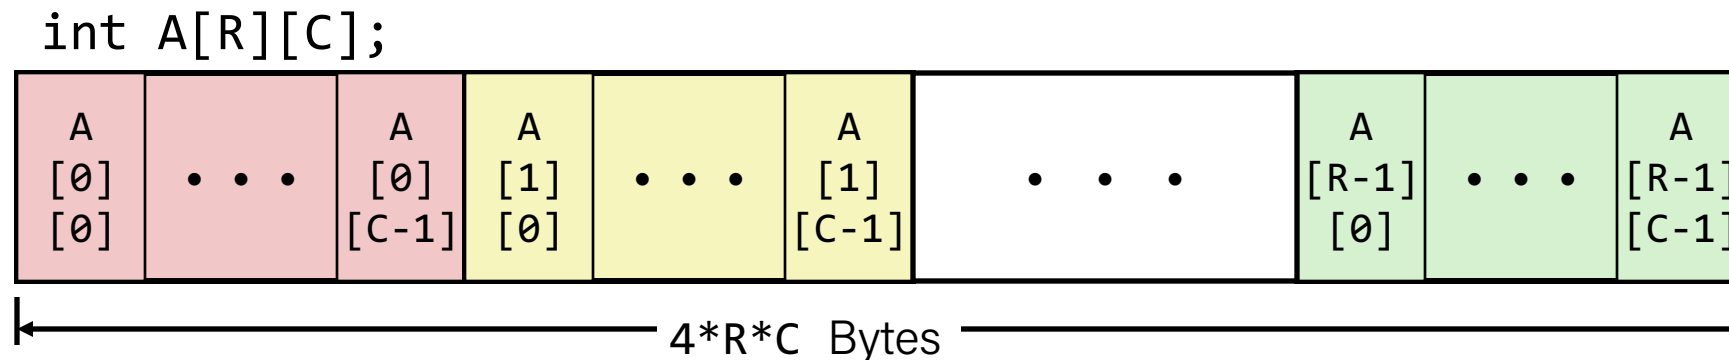 int A[R][C];
A A A A A A
[0] • • • [0] [1] • • • [1] • • • [R-1] • • • [R-1]
[0] [C-1] [0] [C-1] [0] [C-1]
4*R*C Bytes